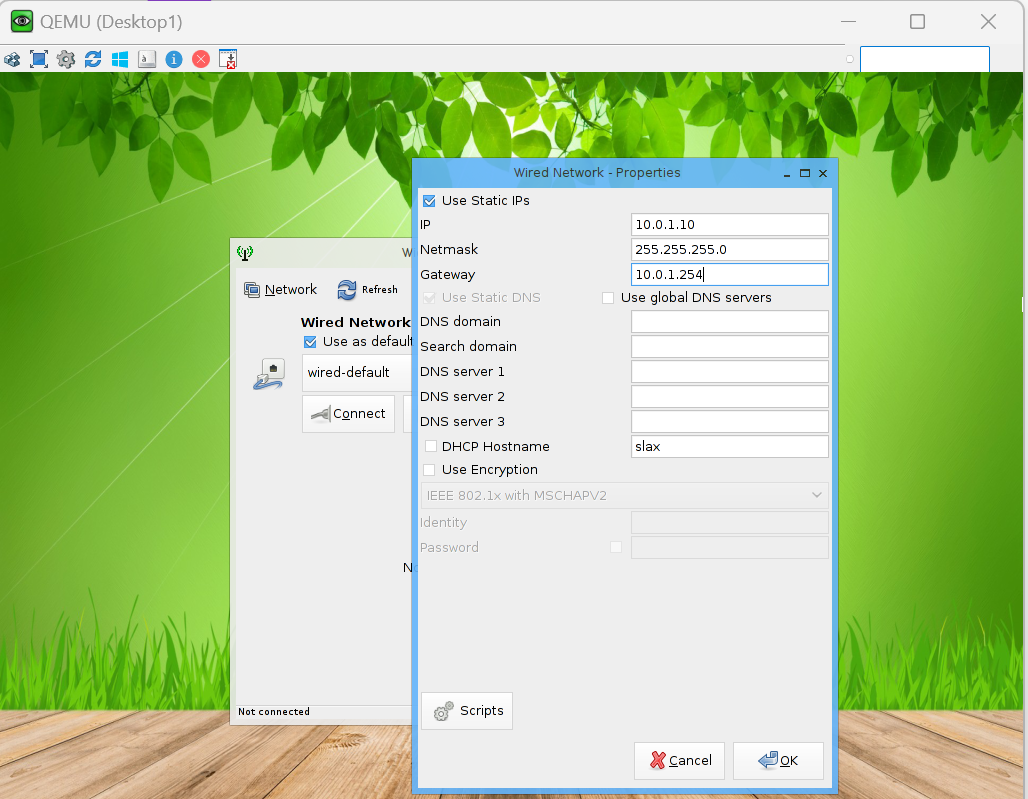 QEMU (Desktop1)
Wired Network - Properties
Use Static IPs
IP 10.0.1.10
Netmask 255.255.255.0
Gateway 10.0.1.254
Use Static DNS Use global DNS servers
DNS domain
Search domain
DNS server 1
DNS server 2
DNS server 3
DHCP Hostname slax
Use Encryption
IEEE 802.1x with MSCHAPV2
Identity
Password
Scripts
Cancel OK
Network Refresh
Wired Network
Use as default
wired-default
Connect
Not connected